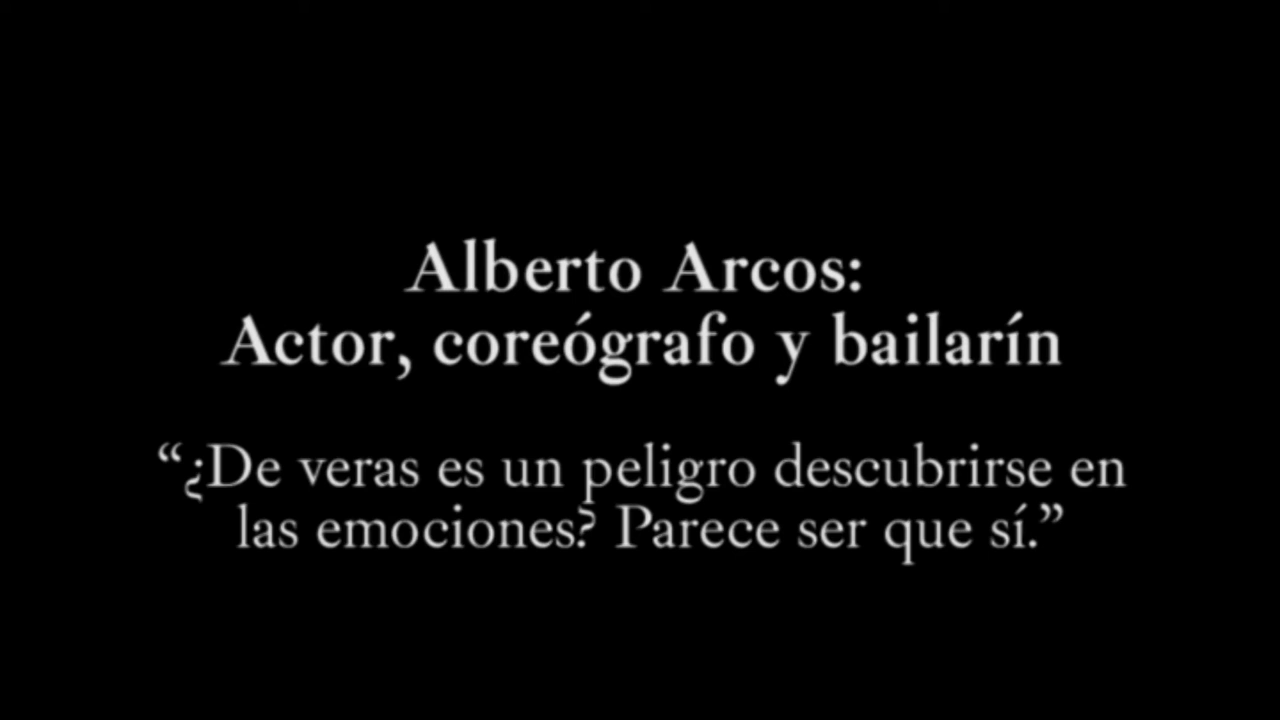 Alberto Arcos:
Actor, coreógrafo y bailarín
“¿De veras es un peligro descubrirse en
las emociones? Parece ser que sí.”